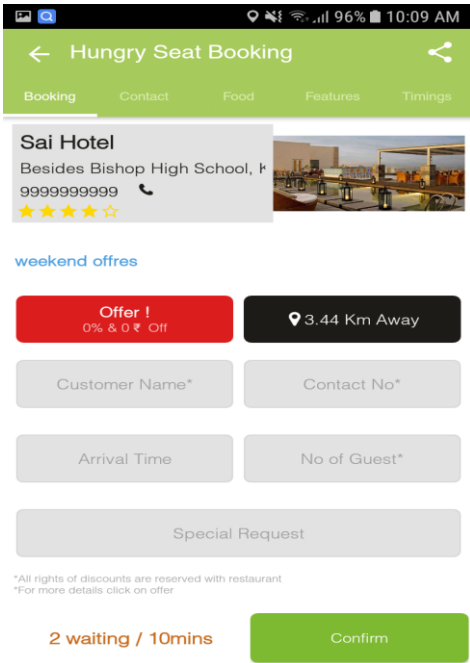 96% 10:09 AM
Hungry Seat Booking
Booking Contact Food Features Timings
Sai Hotel
Besides Bishop High School, K
9999999999
weekend offres
Offer !
0% & 0 ₹ Off
3.44 Km Away
Customer Name*
Contact No*
Arrival Time
No of Guest*
Special Request
*All rights of discounts are reserved with restaurant
*For more details click on offer
2 waiting / 10mins
Confirm